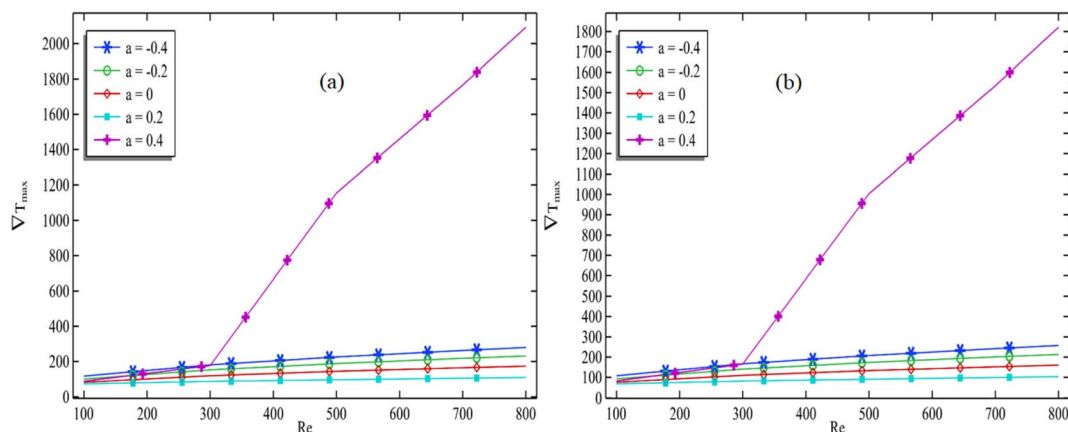 2000
1800
1600
1400
1200
1000
800
600
400
200
0
∇Tmax
a = -0.4
a = -0.2
a = 0
a = 0.2
a = 0.4
(a)
100 200 300 400 500 600 700 800
Re
1800
1700
1600
1500
1400
1300
1200
1100
1000
900
800
700
600
500
400
300
200
100
0
∇Tmax
a = -0.4
a = -0.2
a = 0
a = 0.2
a = 0.4
(b)
100 200 300 400 500 600 700 800
Re